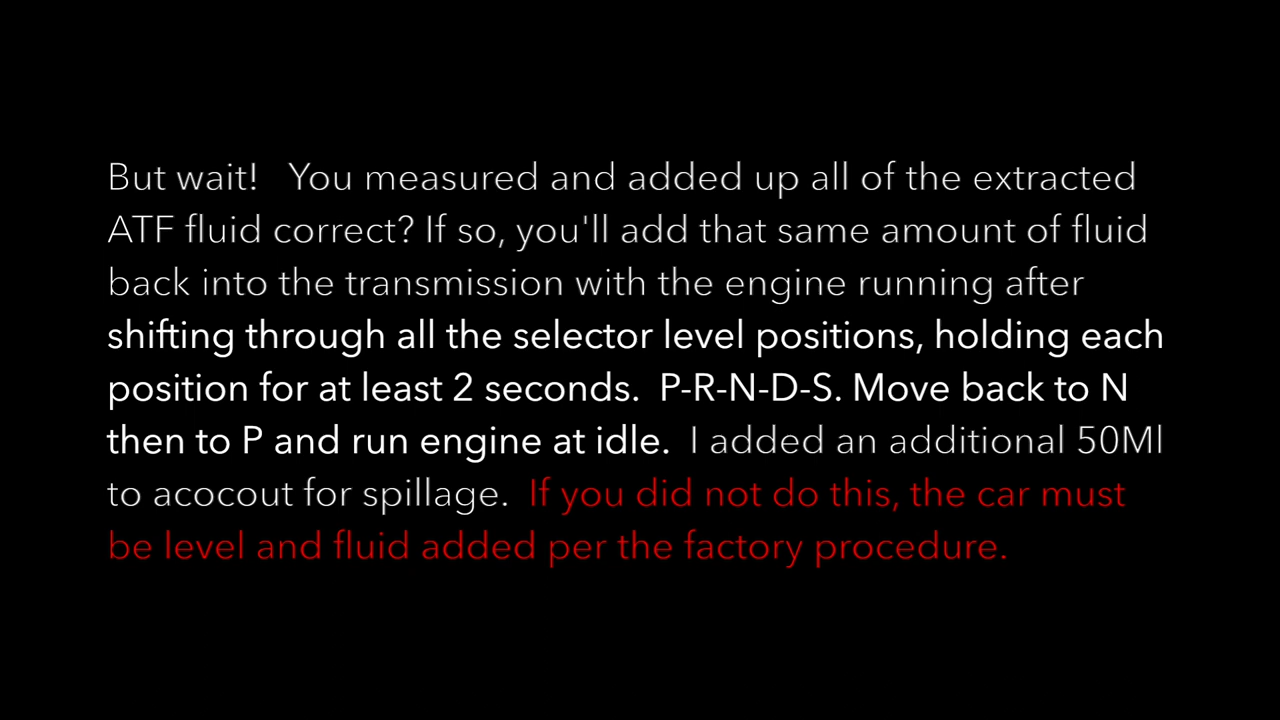 But wait!   You measured and added up all of the extracted
ATF fluid correct? If so, you'll add that same amount of fluid
back into the transmission with the engine running after
shifting through all the selector level positions, holding each
position for at least 2 seconds.  P-R-N-D-S. Move back to N
then to P and run engine at idle.  I added an additional 50Ml
to acocout for spillage.  If you did not do this, the car must
be level and fluid added per the factory procedure.